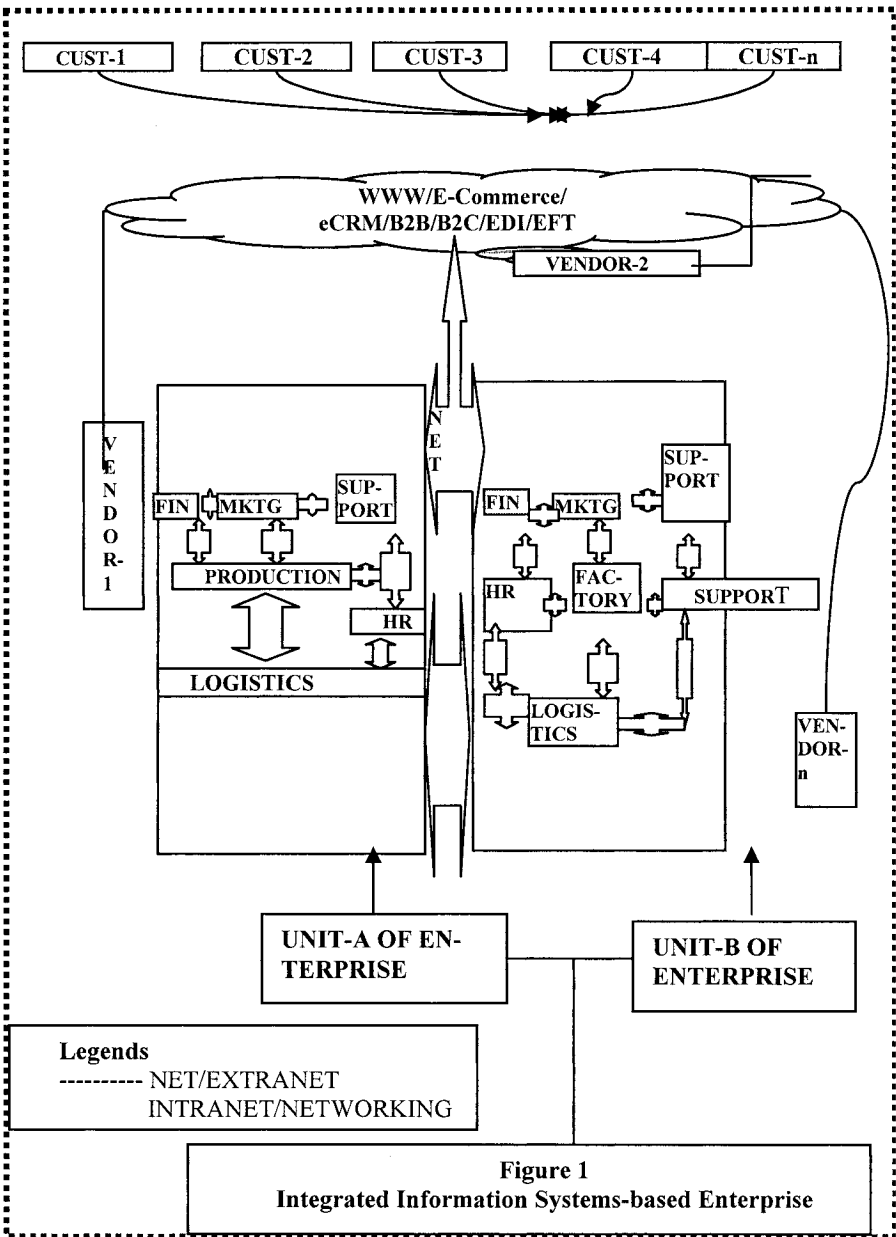 CUST-1
CUST-2
CUST-3
CUST-4
CUST-n
WWW/E-Commerce/
eCRM/B2B/B2C/EDI/EFT
VENDOR-2
V
E
N
D
O
R-
1
N
E
T
FIN
MKTG
SUP-
PORT
PRODUCTION
HR
LOGISTICS
FIN
MKTG
SUP-
PORT
HR
FAC-
TORY
SUPPORT
LOGIS-
TICS
VEN-
DOR-
n
UNIT-A OF EN-
TERPRISE
UNIT-B OF
ENTERPRISE
Legends
---------- NET/EXTRANET
INTRANET/NETWORKING
Figure 1
Integrated Information Systems-based Enterprise